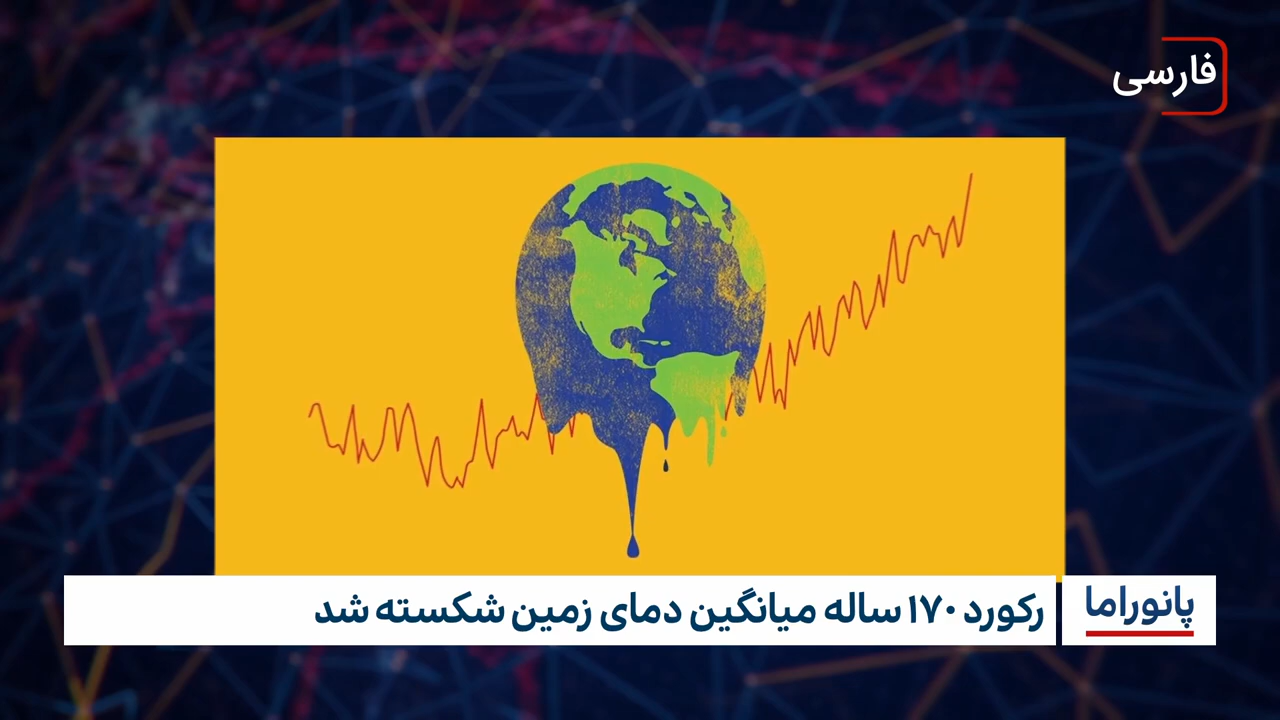 فارسی
پانوراما
رکورد ۱۷۰ ساله میانگین دمای زمین شکسته شد